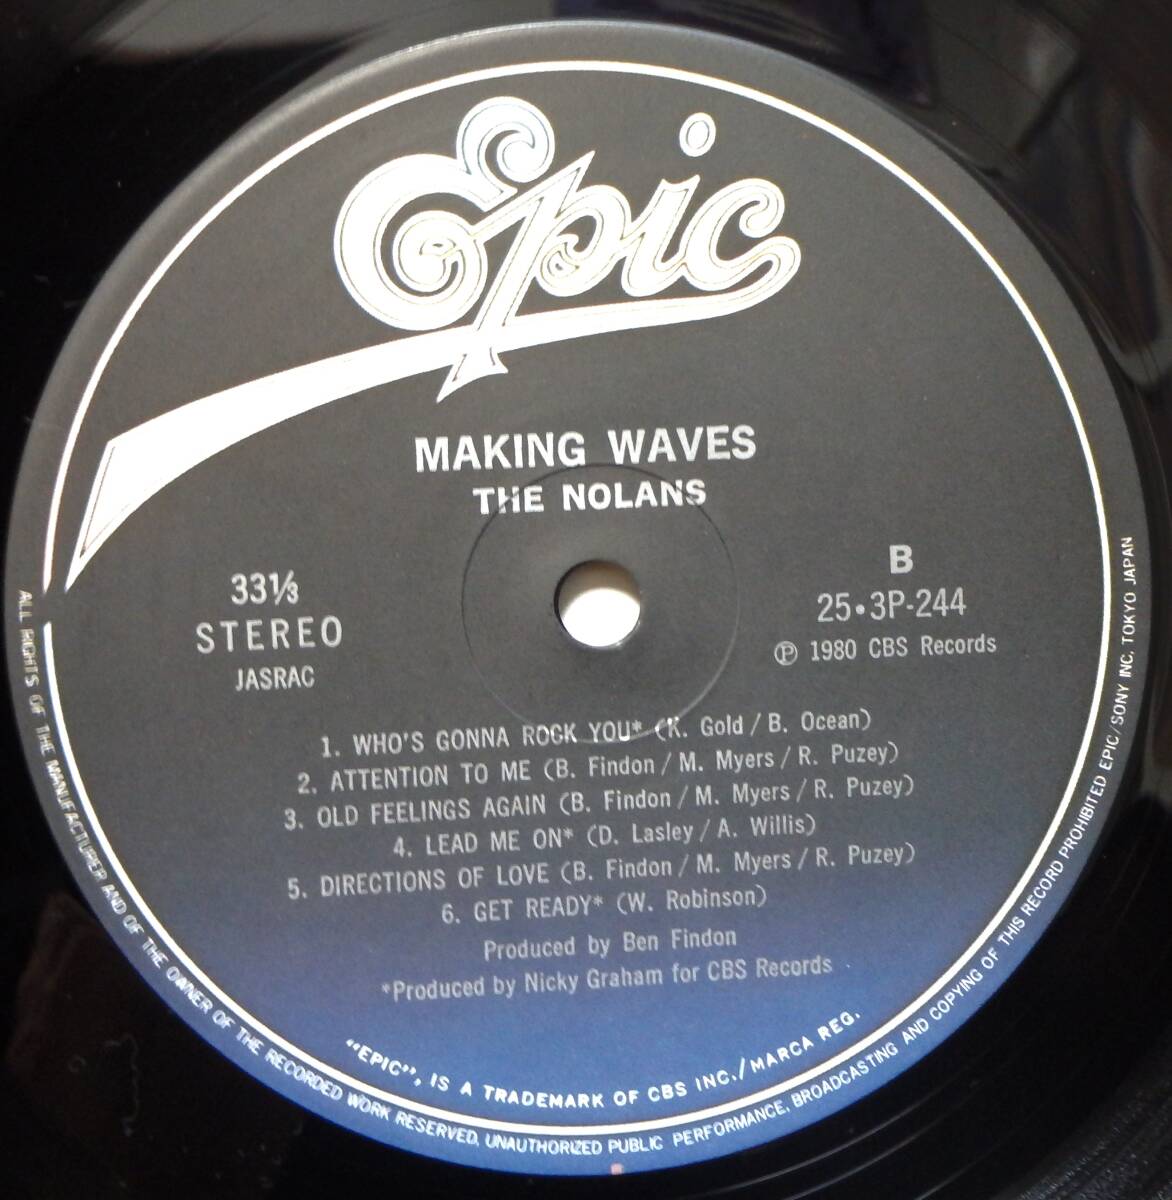 Epic
MAKING WAVES
THE NOLANS
33⅓
STEREO
JASRAC
B
25・3P-244
Ⓟ 1980 CBS Records
1. WHO'S GONNA ROCK YOU* (K. Gold / B. Ocean)
2. ATTENTION TO ME (B. Findon / M. Myers / R. Puzey)
3. OLD FEELINGS AGAIN (B. Findon / M. Myers / R. Puzey)
4. LEAD ME ON* (D. Lasley / A. Willis)
5. DIRECTIONS OF LOVE (B. Findon / M. Myers / R. Puzey)
6. GET READY* (W. Robinson)
Produced by Ben Findon
*Produced by Nicky Graham for CBS Records
"EPIC", IS A TRADEMARK OF CBS INC./MARCA REG.
ALL RIGHTS OF THE MANUFACTURER AND OF THE OWNER OF THE RECORDED WORK RESERVED. UNAUTHORIZED PUBLIC PERFORMANCE, BROADCASTING AND COPYING OF THIS RECORD PROHIBITED EPIC/SONY INC. TOKYO JAPAN